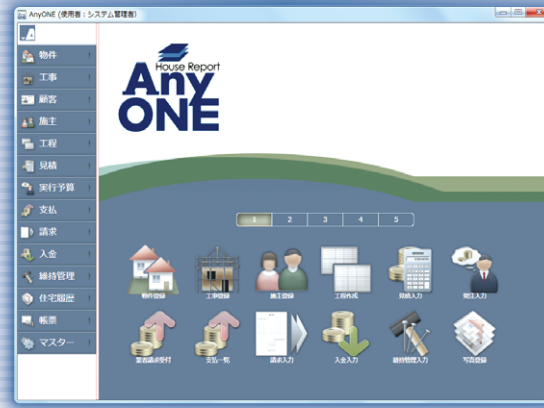 AnyONE (使用者：システム管理者)
物件
工事
顧客
施主
工程
見積
実行予算
支払
請求
入金
維持管理
住宅履歴
帳票
マスター
House Report
Any
ONE
1 2 3 4 5
物件登録 工事登録 施主登録 工程作成 見積入力 発注入力
業者請求受付 支払一覧 請求入力 入金入力 維持管理入力 写真登録